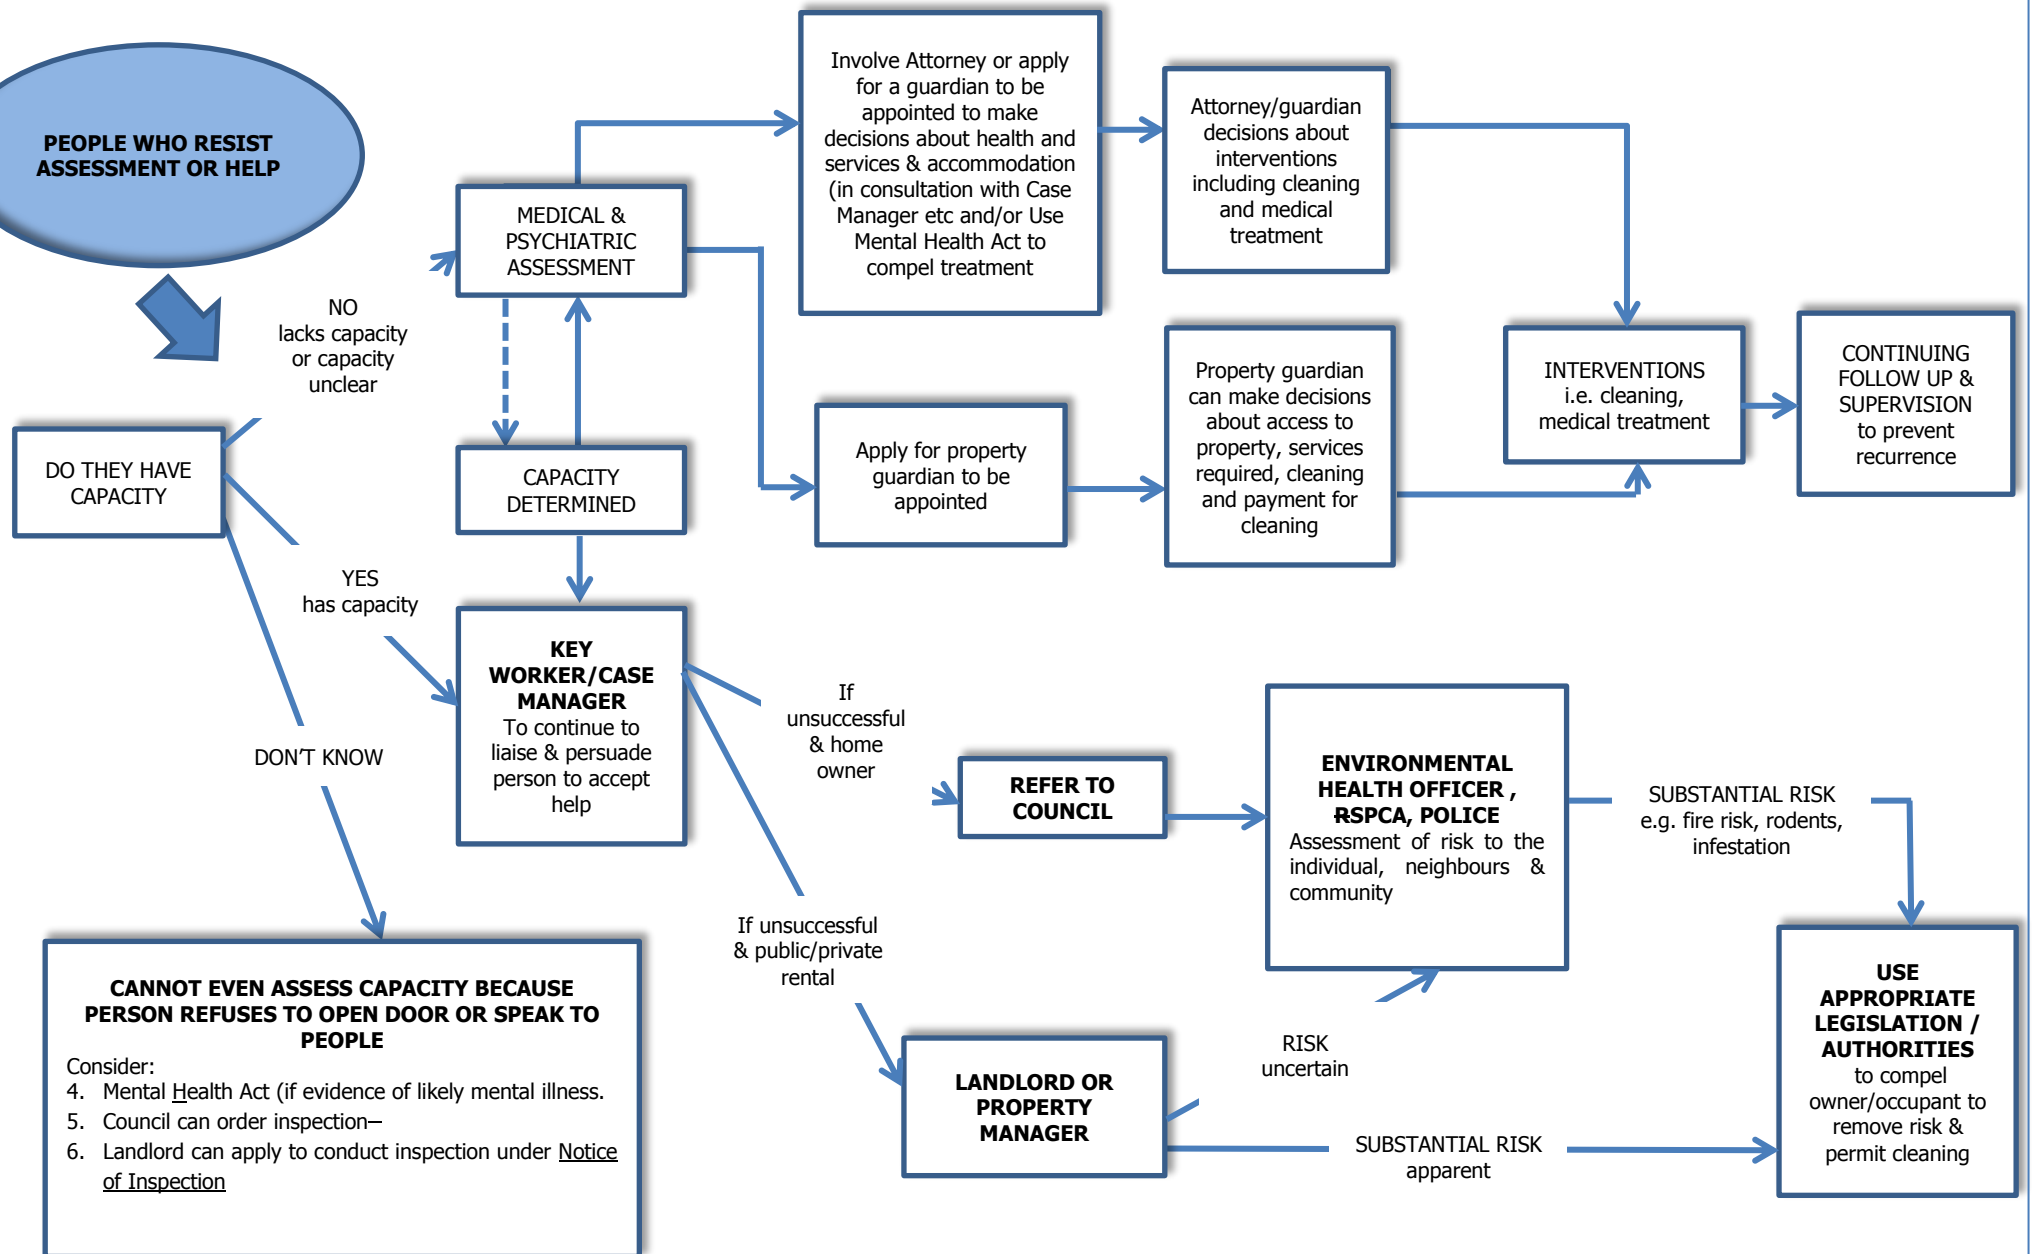 PEOPLE WHO RESIST
ASSESSMENT OR HELP
DO THEY HAVE
CAPACITY
NO
lacks capacity
or capacity
unclear
YES
has capacity
DON'T KNOW
MEDICAL &
PSYCHIATRIC
ASSESSMENT
CAPACITY
DETERMINED
KEY
WORKER/CASE
MANAGER
To continue to
liaise & persuade
person to accept
help
CANNOT EVEN ASSESS CAPACITY BECAUSE
PERSON REFUSES TO OPEN DOOR OR SPEAK TO
PEOPLE
Consider:
4. Mental Health Act (if evidence of likely mental illness.
5. Council can order inspection–
6. Landlord can apply to conduct inspection under Notice
of Inspection
Involve Attorney or apply
for a guardian to be
appointed to make
decisions about health and
services & accommodation
(in consultation with Case
Manager etc and/or Use
Mental Health Act to
compel treatment
Attorney/guardian
decisions about
interventions
including cleaning
and medical
treatment
Apply for property
guardian to be
appointed
Property guardian
can make decisions
about access to
property, services
required, cleaning
and payment for
cleaning
INTERVENTIONS
i.e. cleaning,
medical treatment
CONTINUING
FOLLOW UP &
SUPERVISION
to prevent
recurrence
If
unsuccessful
& home
owner
REFER TO
COUNCIL
ENVIRONMENTAL
HEALTH OFFICER ,
RSPCA, POLICE
Assessment of risk to the
individual, neighbours &
community
SUBSTANTIAL RISK
e.g. fire risk, rodents,
infestation
If unsuccessful
& public/private
rental
LANDLORD OR
PROPERTY
MANAGER
RISK
uncertain
SUBSTANTIAL RISK
apparent
USE
APPROPRIATE
LEGISLATION /
AUTHORITIES
to compel
owner/occupant to
remove risk &
permit cleaning